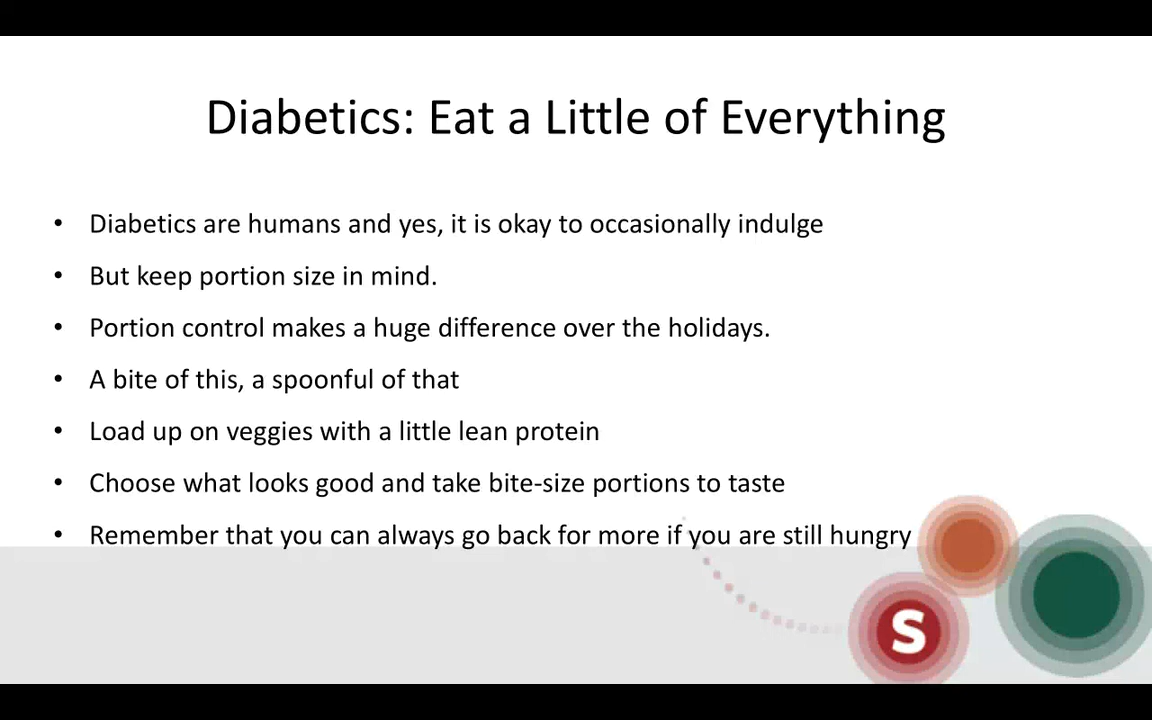 Diabetics: Eat a Little of Everything
• Diabetics are humans and yes, it is okay to occasionally indulge
• But keep portion size in mind.
• Portion control makes a huge difference over the holidays.
• A bite of this, a spoonful of that
• Load up on veggies with a little lean protein
• Choose what looks good and take bite-size portions to taste
• Remember that you can always go back for more if you are still hungry
S